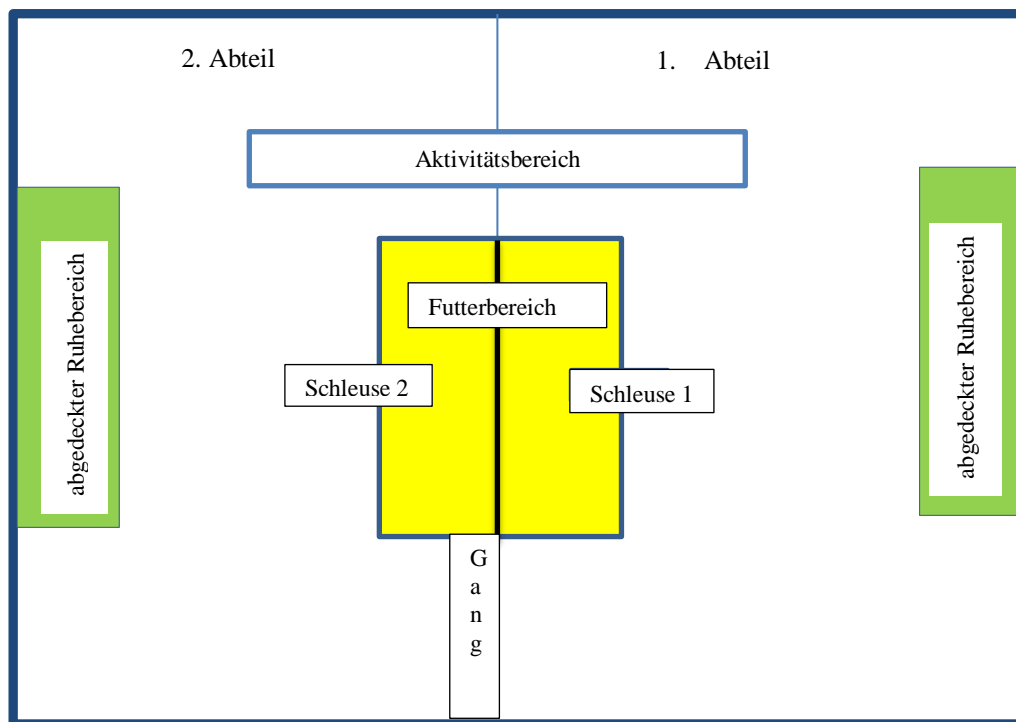 2. Abteil
1. Abteil
Aktivitätsbereich
abgedeckter Ruhebereich
abgedeckter Ruhebereich
Futterbereich
Schleuse 2
Schleuse 1
G
a
n
g